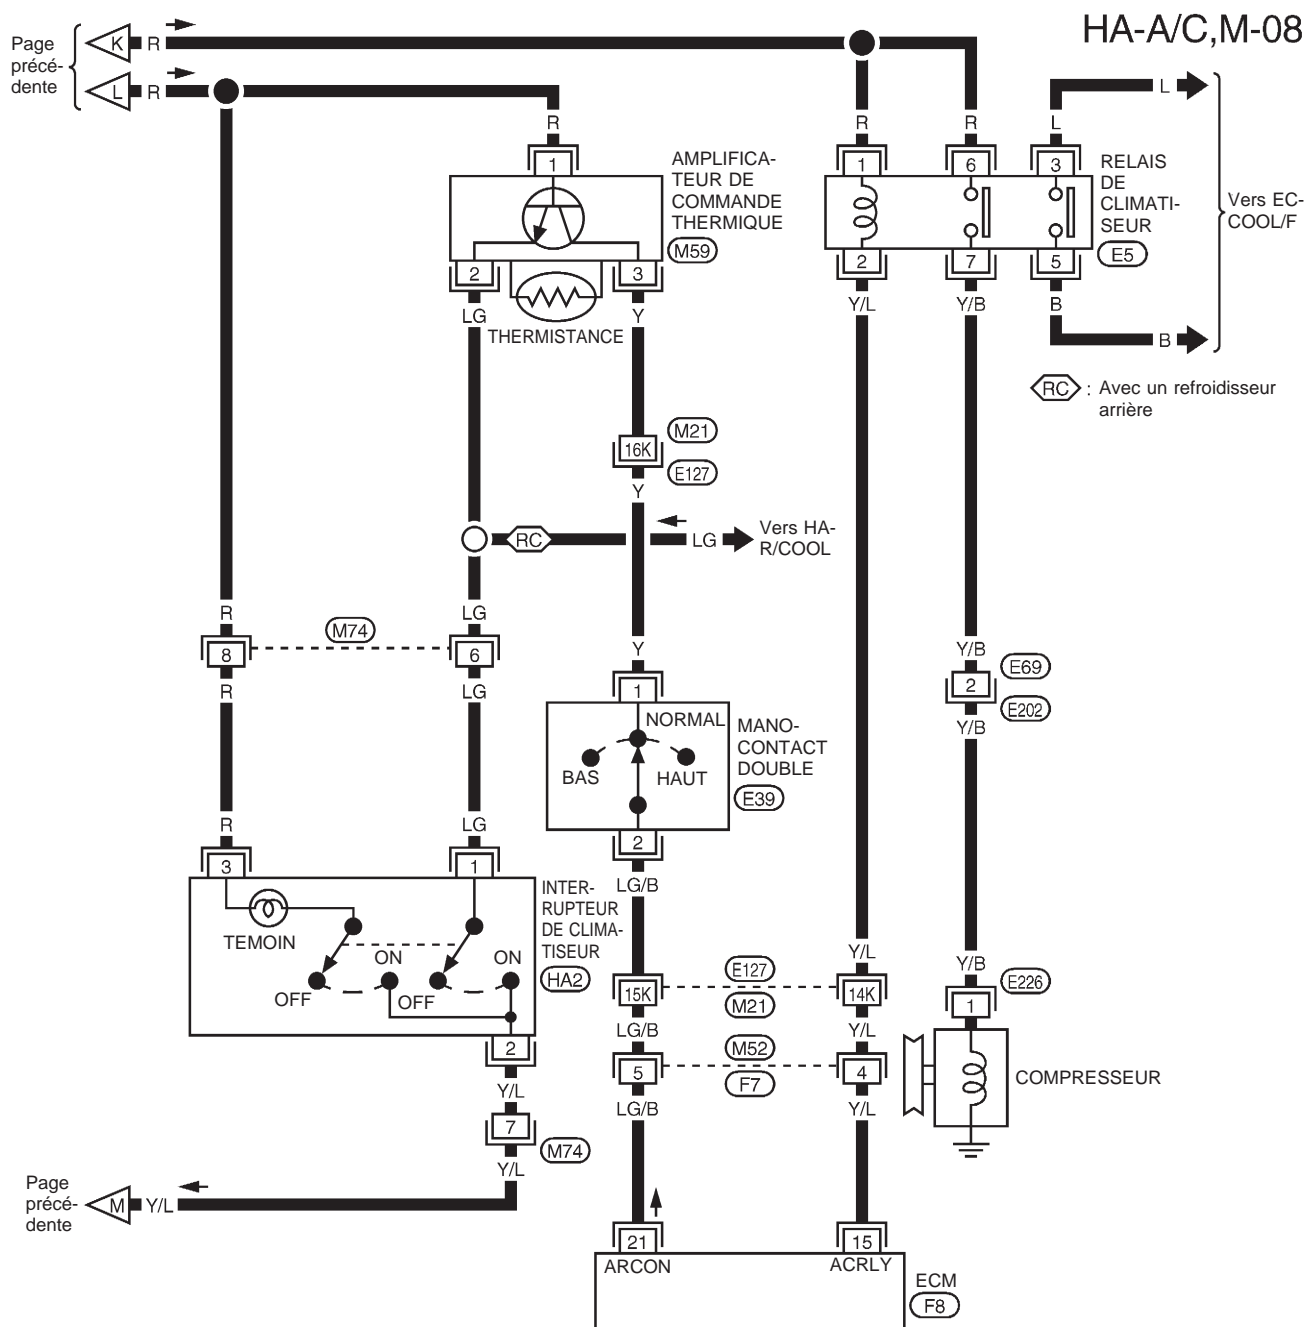 HA-A/C,M-08
Page
précé-
dente
K R
L R
R
R
R
L
L
1
AMPLIFICA-
TEUR DE
COMMANDE
THERMIQUE
M59
1
6
3
RELAIS
DE
CLIMATI-
SEUR
E5
Vers EC-
COOL/F
2
3
2
7
5
LG
THERMISTANCE
Y
Y/L
Y/B
B
B
RC : Avec un refroidisseur
arrière
16K
M21
E127
Y
RC
LG
Vers HA-
R/COOL
R
M74
LG
8
6
R
LG
Y
Y/B
E69
2
E202
Y/B
1
NORMAL
BAS
HAUT
MANO-
CONTACT
DOUBLE
E39
R
LG
2
3
1
LG/B
TEMOIN
ON
ON
OFF
OFF
INTER-
RUPTEUR
DE CLIMA-
TISEUR
HA2
Y/L
Y/B
15K
E127
M21
14K
E226
1
LG/B
Y/L
2
5
M52
F7
4
COMPRESSEUR
Y/L
LG/B
Y/L
7
M74
Y/L
Page
précé-
dente
M Y/L
21
15
ARCON
ACRLY
ECM
F8